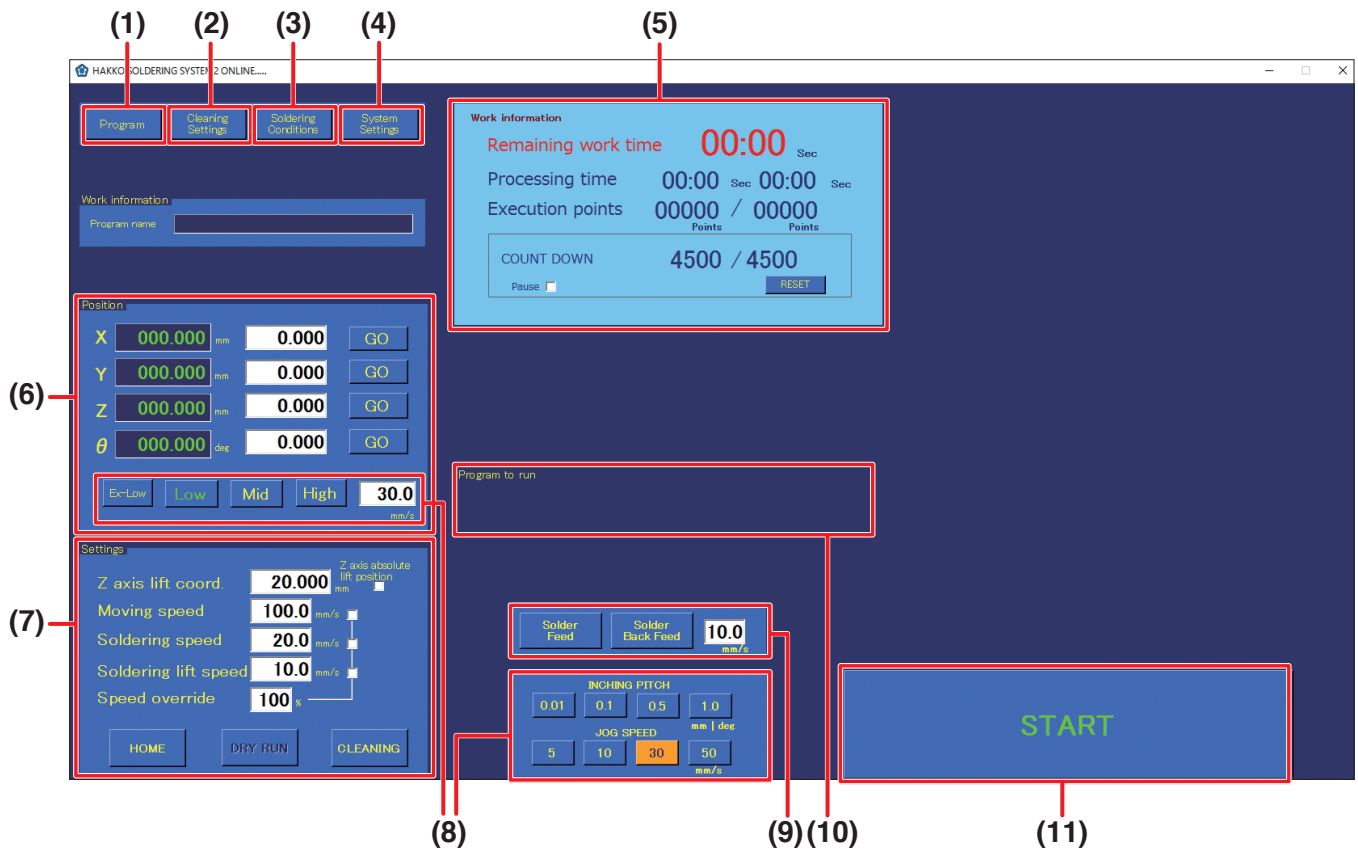 (1) (2) (3) (4) (5)
HAKKO SOLDERING SYSTEM 2 ONLINE.....
Program
Cleaning
Settings
Soldering
Conditions
System
Settings
Work information
Program name
Work information
Remaining work time 00:00 Sec
Processing time 00:00 Sec 00:00 Sec
Execution points 00000 / 00000
Points Points
COUNT DOWN 4500 / 4500
Pause RESET
(6)
Position
X 000.000 mm 0.000 GO
Y 000.000 mm 0.000 GO
Z 000.000 mm 0.000 GO
θ 000.000 deg 0.000 GO
Ex-Low Low Mid High 30.0
mm/s
Program to run
(7)
Settings
Z axis lift coord. 20.000 mm
Z axis absolute
lift position
Moving speed 100.0 mm/s
Soldering speed 20.0 mm/s
Soldering lift speed 10.0 mm/s
Speed override 100 %
HOME DRY RUN CLEANING
Solder
Feed
Solder
Back Feed
10.0
mm/s
INCHING PITCH
0.01 0.1 0.5 1.0
mm | deg
JOG SPEED
5 10 30 50
mm/s
START
(8) (9) (10) (11)